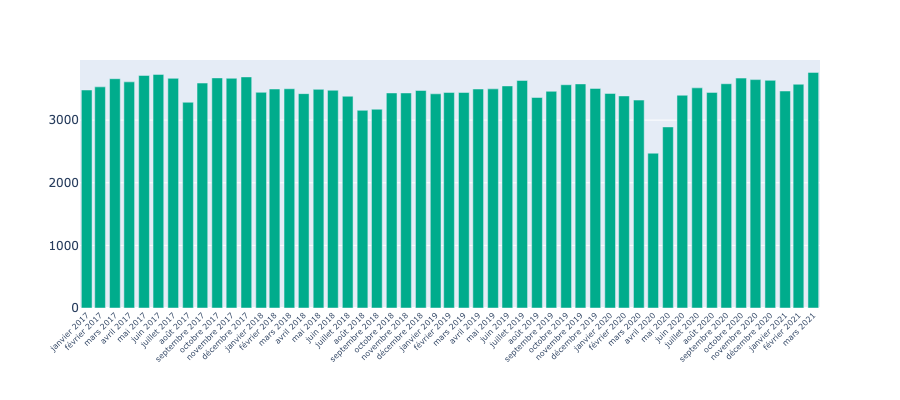 3000
2000
1000
0
janvier 2017
février 2017
mars 2017
avril 2017
mai 2017
juin 2017
juillet 2017
août 2017
septembre 2017
octobre 2017
novembre 2017
décembre 2017
janvier 2018
février 2018
mars 2018
avril 2018
mai 2018
juin 2018
juillet 2018
août 2018
septembre 2018
octobre 2018
novembre 2018
décembre 2018
janvier 2019
février 2019
mars 2019
avril 2019
mai 2019
juin 2019
juillet 2019
août 2019
septembre 2019
octobre 2019
novembre 2019
décembre 2019
janvier 2020
février 2020
mars 2020
avril 2020
mai 2020
juin 2020
juillet 2020
août 2020
septembre 2020
octobre 2020
novembre 2020
décembre 2020
janvier 2021
février 2021
mars 2021